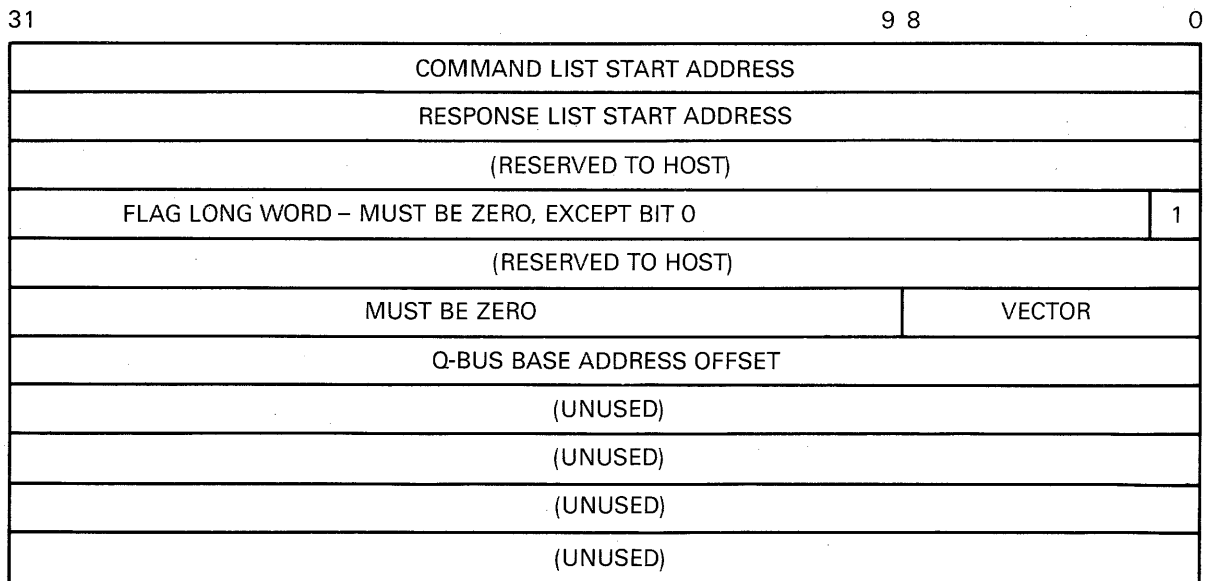 31 9 8 0
COMMAND LIST START ADDRESS
RESPONSE LIST START ADDRESS
(RESERVED TO HOST)
FLAG LONG WORD – MUST BE ZERO, EXCEPT BIT 0 1
(RESERVED TO HOST)
MUST BE ZERO VECTOR
Q-BUS BASE ADDRESS OFFSET
(UNUSED)
(UNUSED)
(UNUSED)
(UNUSED)